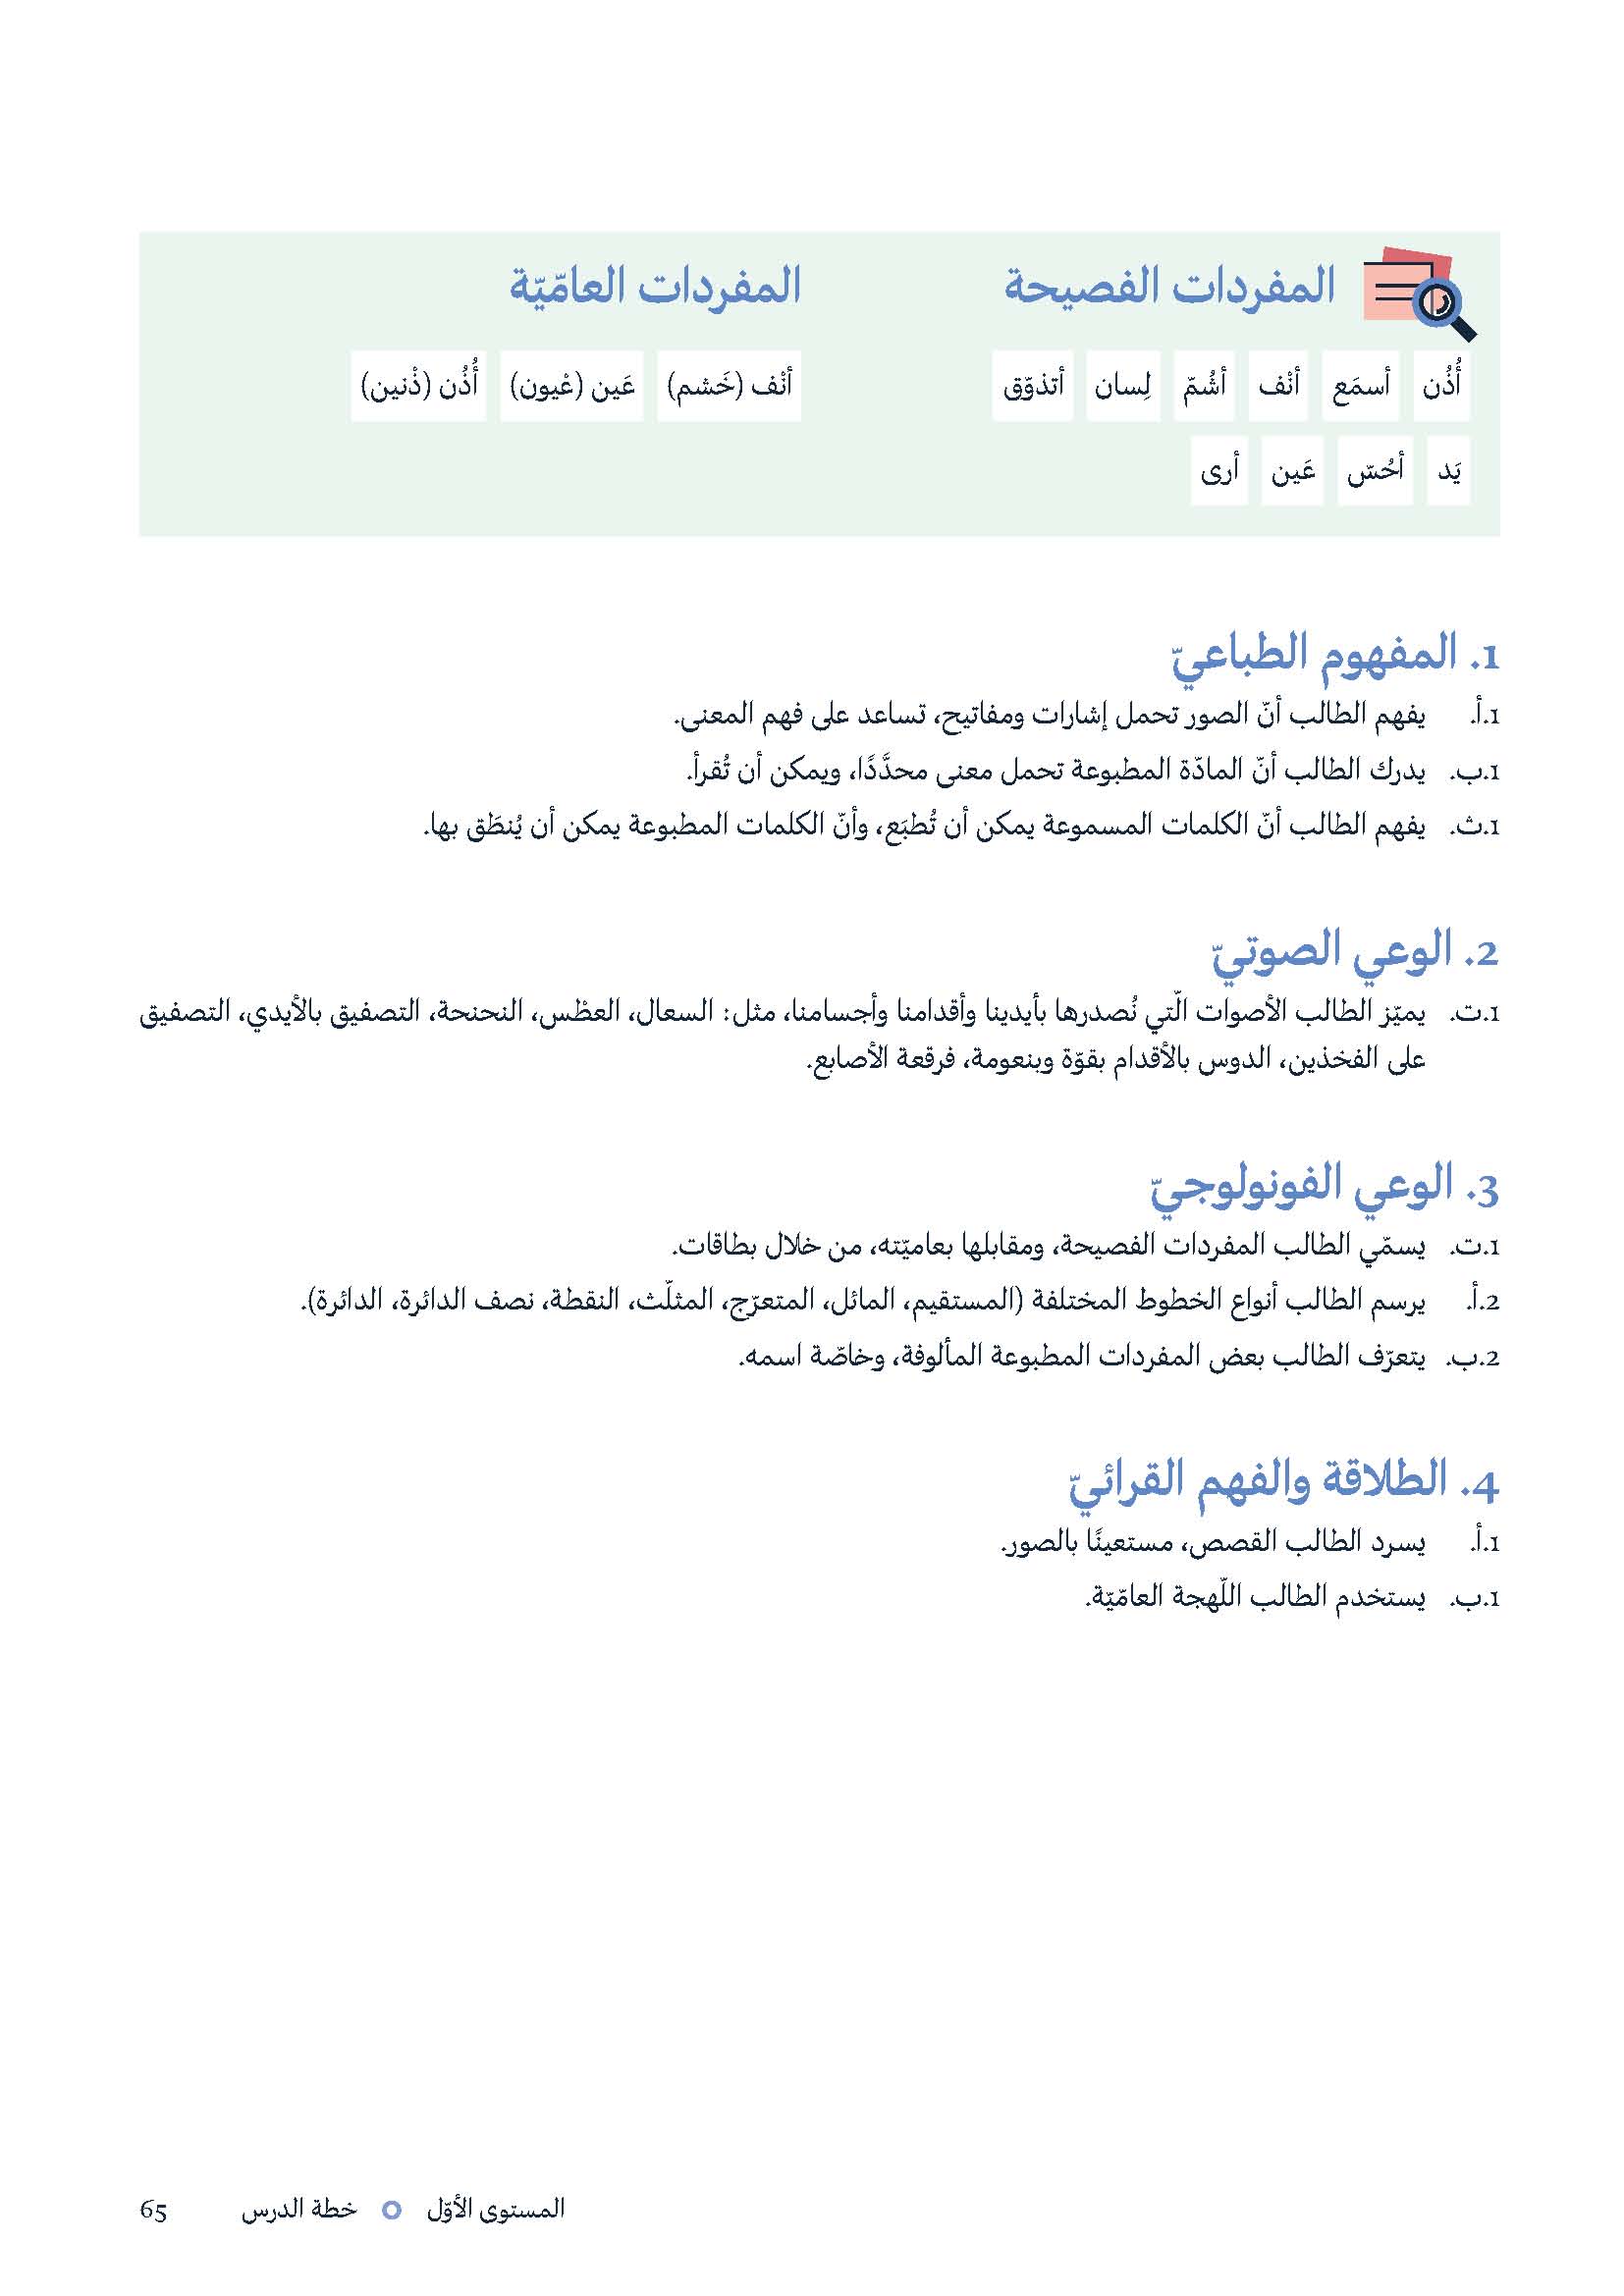 المفردات الفصيحة
أُذُن أسمَع أنْف أشُمّ لِسان أتذوّق
يَد أحُسّ عَين أرى
المفردات العامّيّة
أنْف (خَشم) عَين (عْيون) أُذُن (ذْنين)
1. المفهوم الطباعيّ
1.أ. يفهم الطالب أنّ الصور تحمل إشارات ومفاتيح، تساعد على فهم المعنى.
1.ب. يدرك الطالب أنّ المادّة المطبوعة تحمل معنى محدَّدًا، ويمكن أن تُقرأ.
1.ث. يفهم الطالب أنّ الكلمات المسموعة يمكن أن تُطبَع، وأنّ الكلمات المطبوعة يمكن أن يُنطَق بها.
2. الوعي الصوتيّ
1.ت. يميّز الطالب الأصوات الّتي نُصدرها بأيدينا وأقدامنا وأجسامنا، مثل: السعال، العطْس، النحنحة، التصفيق بالأيدي، التصفيق
على الفخذين، الدوس بالأقدام بقوّة وبنعومة، فرقعة الأصابع.
3. الوعي الفونولوجيّ
1.ت. يسمّي الطالب المفردات الفصيحة، ومقابلها بعاميّته، من خلال بطاقات.
2.أ. يرسم الطالب أنواع الخطوط المختلفة (المستقيم، المائل، المتعرّج، المثلّث، النقطة، نصف الدائرة، الدائرة).
2.ب. يتعرّف الطالب بعض المفردات المطبوعة المألوفة، وخاصّة اسمه.
4. الطلاقة والفهم القرائيّ
1.أ. يسرد الطالب القصص، مستعينًا بالصور.
1.ب. يستخدم الطالب اللّهجة العامّيّة.
المستوى الأوّل خطة الدرس 65